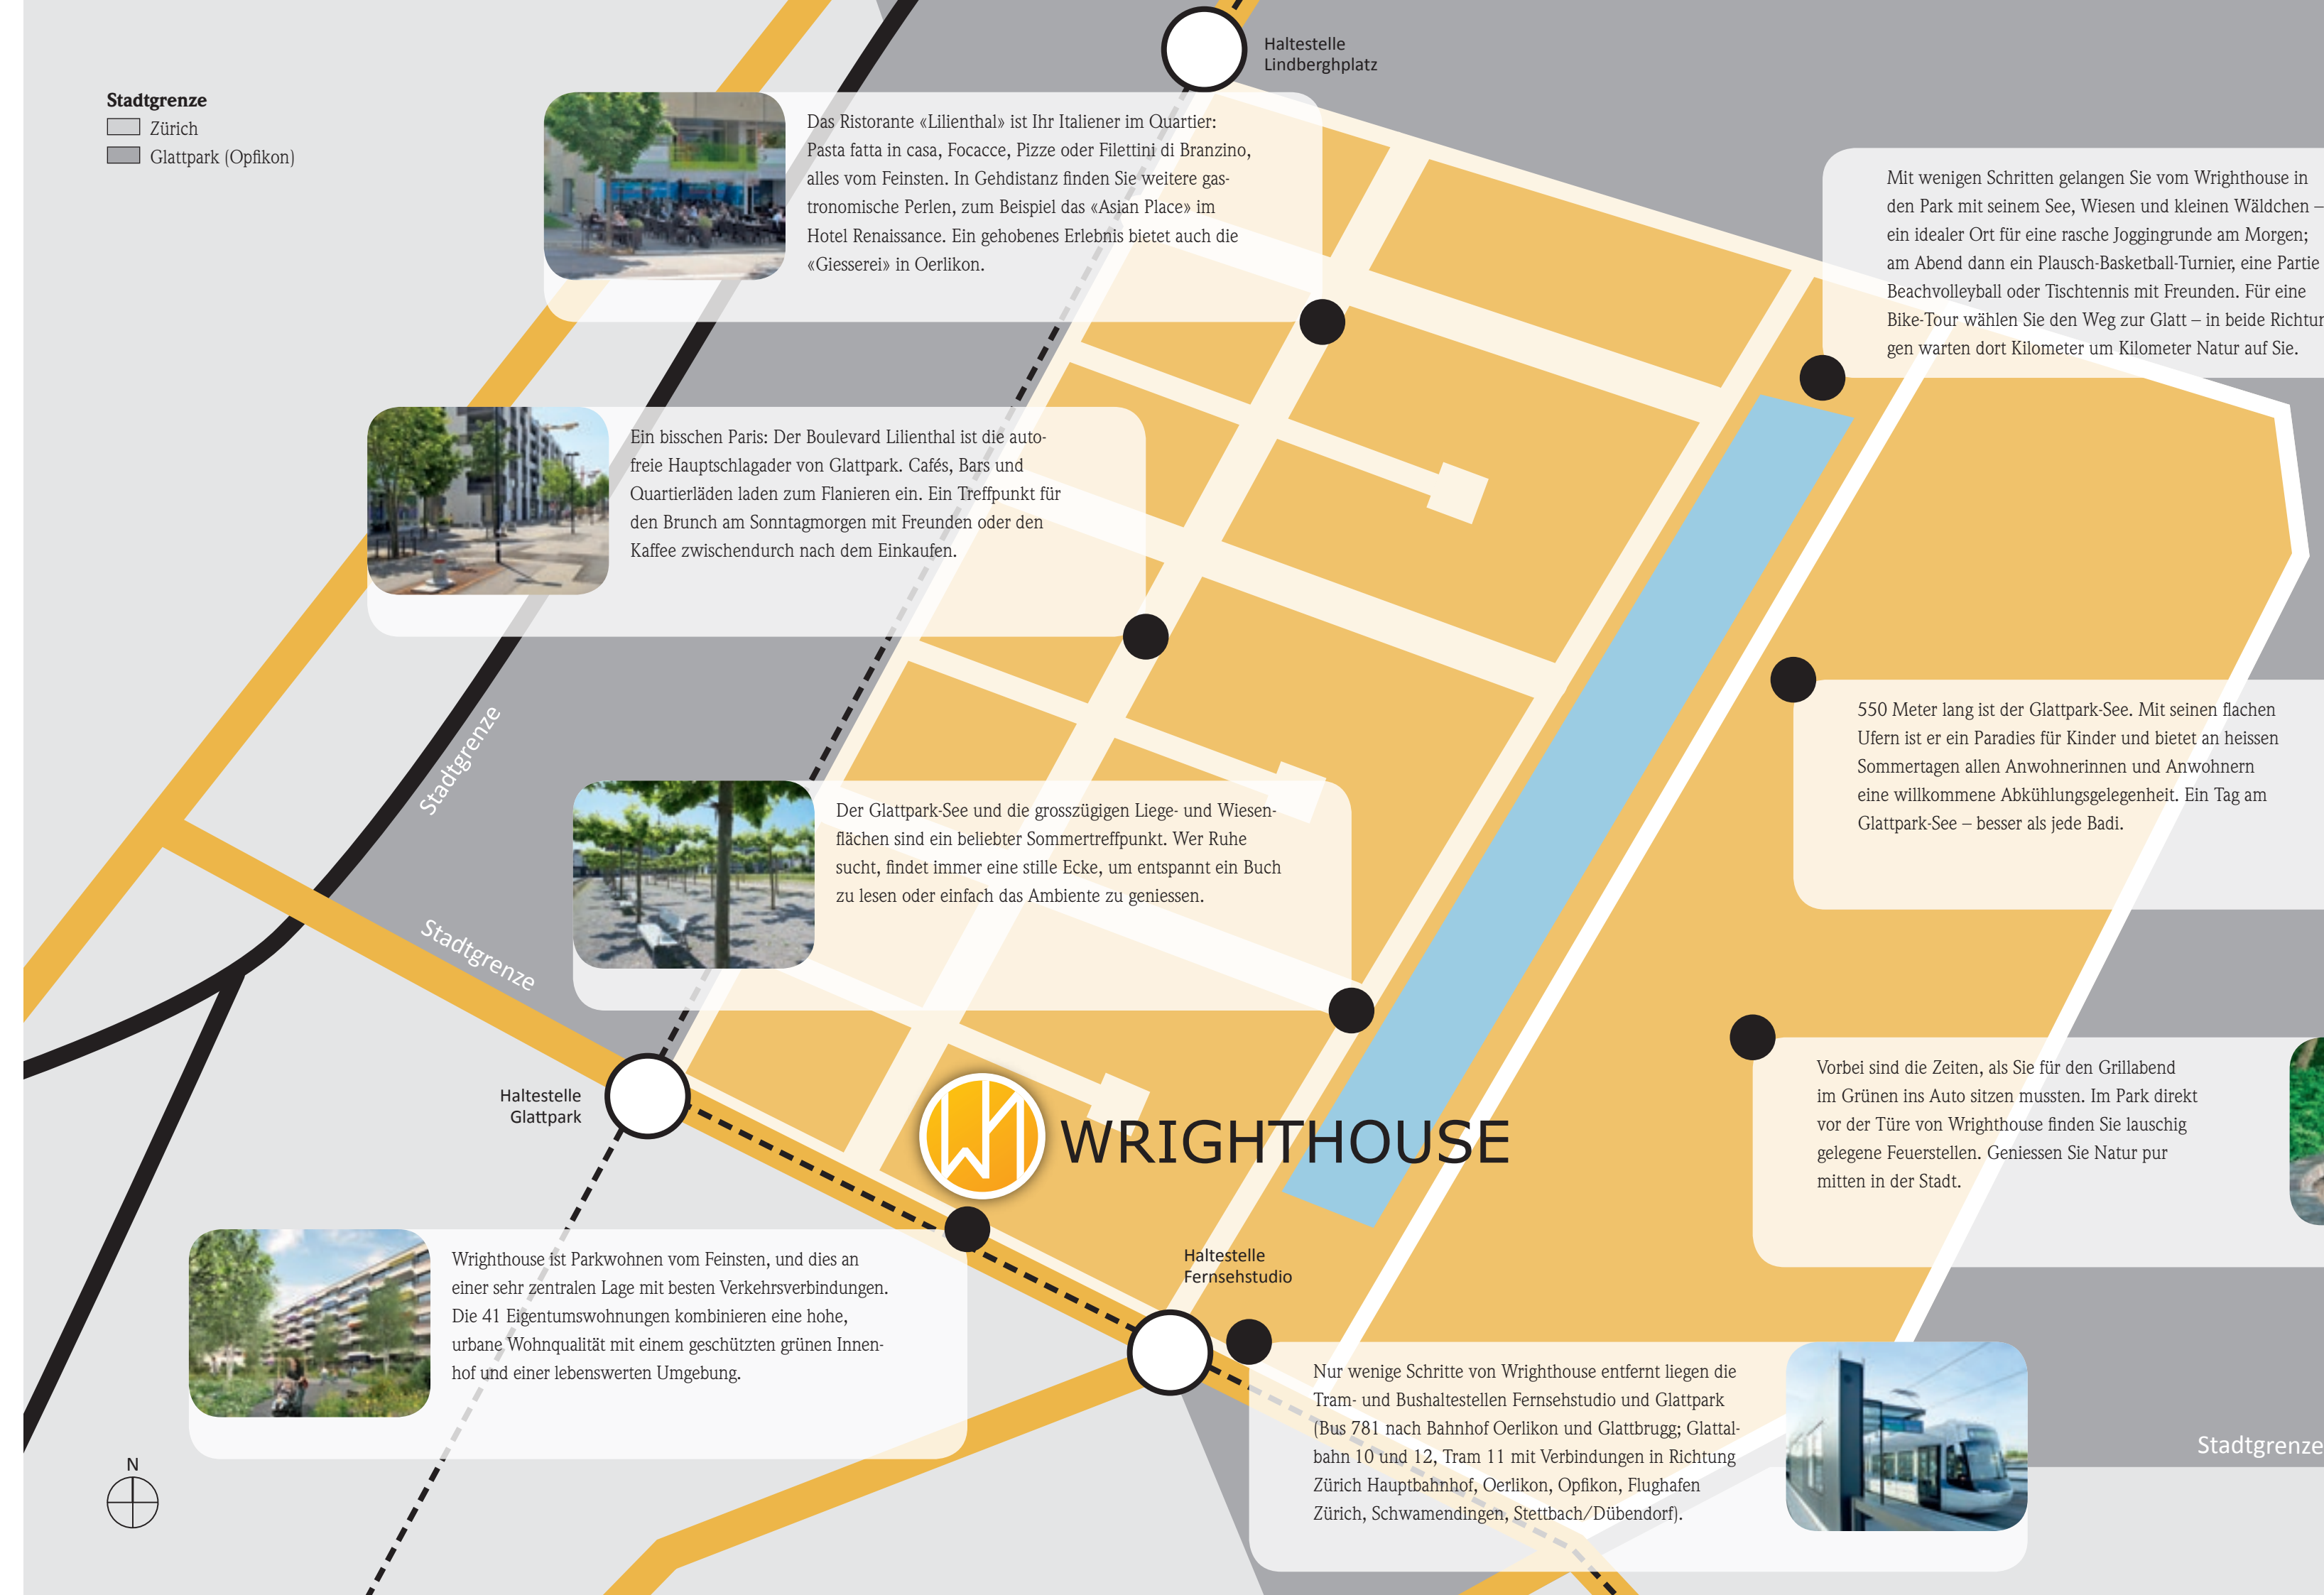 Haltestelle
Lindberghplatz
Stadtgrenze
Zürich
Glattpark (Opfikon)
Das Ristorante «Lilienthal» ist Ihr Italiener im Quartier:
Pasta fatta in casa, Focacce, Pizze oder Filettini di Branzino,
alles vom Feinsten. In Gehdistanz finden Sie weitere gas-
tronomische Perlen, zum Beispiel das «Asian Place» im
Hotel Renaissance. Ein gehobenes Erlebnis bietet auch die
«Giesserei» in Oerlikon.
Mit wenigen Schritten gelangen Sie vom Wrighthouse in
den Park mit seinem See, Wiesen und kleinen Wäldchen –
ein idealer Ort für eine rasche Joggingrunde am Morgen;
am Abend dann ein Plausch-Basketball-Turnier, eine Partie
Beachvolleyball oder Tischtennis mit Freunden. Für eine
Bike-Tour wählen Sie den Weg zur Glatt – in beide Richtun
gen warten dort Kilometer um Kilometer Natur auf Sie.
Ein bisschen Paris: Der Boulevard Lilienthal ist die auto-
freie Hauptschlagader von Glattpark. Cafés, Bars und
Quartierläden laden zum Flanieren ein. Ein Treffpunkt für
den Brunch am Sonntagmorgen mit Freunden oder den
Kaffee zwischendurch nach dem Einkaufen.
Stadtgrenze
550 Meter lang ist der Glattpark-See. Mit seinen flachen
Ufern ist er ein Paradies für Kinder und bietet an heissen
Sommertagen allen Anwohnerinnen und Anwohnern
eine willkommene Abkühlungsgelegenheit. Ein Tag am
Glattpark-See – besser als jede Badi.
Der Glattpark-See und die grosszügigen Liege- und Wiesen-
flächen sind ein beliebter Sommertreffpunkt. Wer Ruhe
sucht, findet immer eine stille Ecke, um entspannt ein Buch
zu lesen oder einfach das Ambiente zu geniessen.
Stadtgrenze
Vorbei sind die Zeiten, als Sie für den Grillabend
im Grünen ins Auto sitzen mussten. Im Park direkt
vor der Türe von Wrighthouse finden Sie lauschig
gelegene Feuerstellen. Geniessen Sie Natur pur
mitten in der Stadt.
Haltestelle
Glattpark
WRIGHTHOUSE
Haltestelle
Fernsehstudio
Wrighthouse ist Parkwohnen vom Feinsten, und dies an
einer sehr zentralen Lage mit besten Verkehrsverbindungen.
Die 41 Eigentumswohnungen kombinieren eine hohe,
urbane Wohnqualität mit einem geschützten grünen Innen-
hof und einer lebenswerten Umgebung.
Nur wenige Schritte von Wrighthouse entfernt liegen die
Tram- und Bushaltestellen Fernsehstudio und Glattpark
(Bus 781 nach Bahnhof Oerlikon und Glattbrugg; Glattal-
bahn 10 und 12, Tram 11 mit Verbindungen in Richtung
Zürich Hauptbahnhof, Oerlikon, Opfikon, Flughafen
Zürich, Schwamendingen, Stettbach/Dübendorf).
Stadtgrenze
N